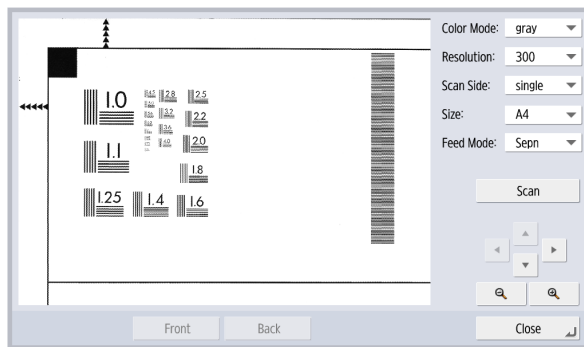 Color Mode: gray
Resolution: 300
Scan Side: single
Size: A4
Feed Mode: Sepn
Scan
1.0
2.8
2.5
3.2
2.2
3.6
2.0
4.0
1.1
1.8
1.25
1.4
1.6
Front
Back
Close